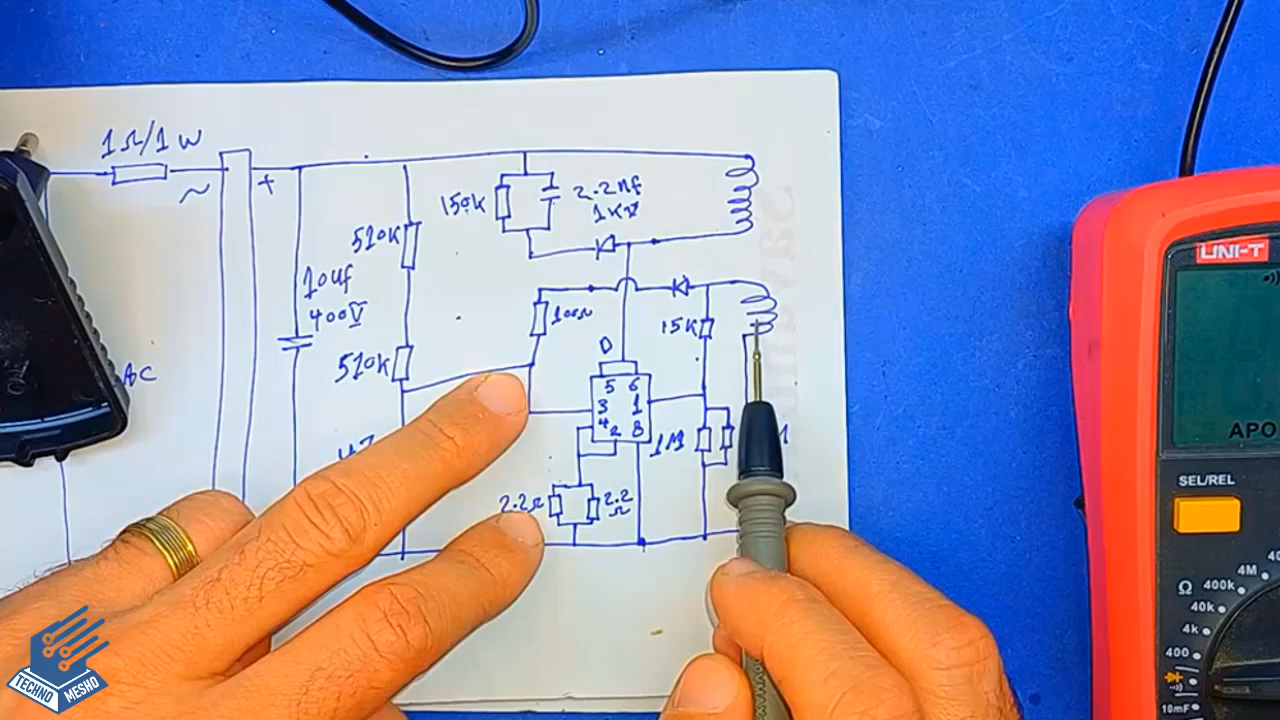 1Ω/1W
~
+
150k
2.2nf
1KV
510k
10uf
400V
100Ω
15K
510k
AC
D
5 6
3 1
4 2 8
1M
2.2Ω
2.2
Ω
UNI-T
APO
SEL/REL
Ω
4M
400k
40k
4k
400
10mF
TECHNO
MESHO